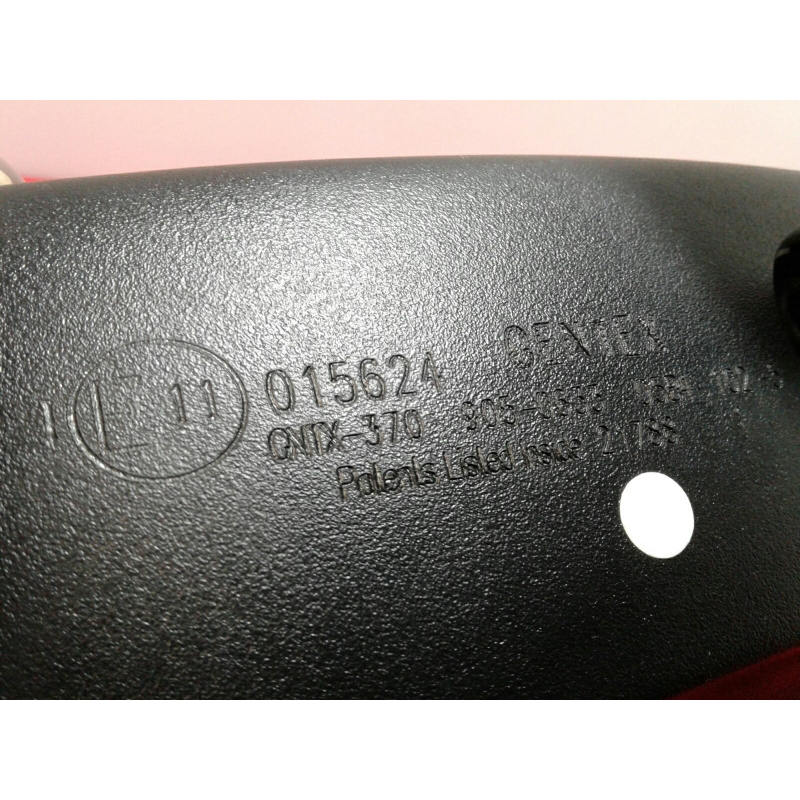 GENTEX
I E 11 015624
GNTX-370
Patents Listed Inside